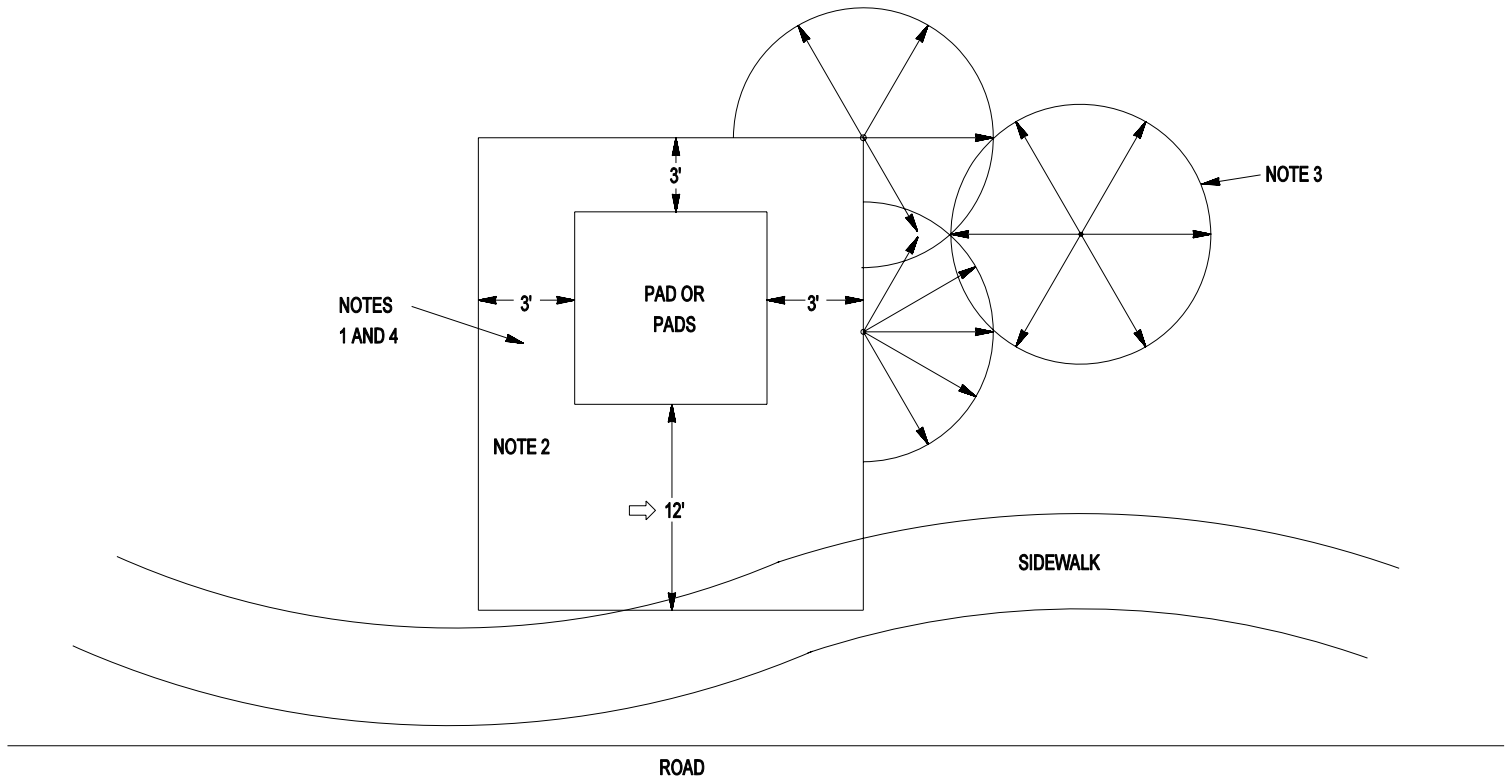 3'
NOTE 3
NOTES
1 AND 4
3'
PAD OR
PADS
3'
NOTE 2
12'
SIDEWALK
ROAD